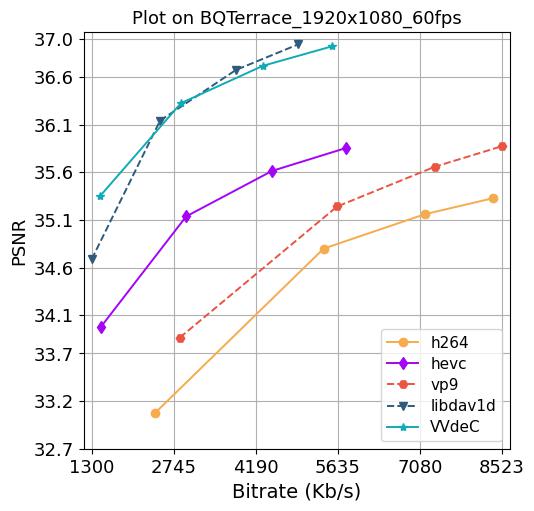 Plot on BQTerrace_1920x1080_60fps
37.0
36.6
36.1
35.6
35.1
34.6
34.1
33.7
33.2
32.7
PSNR
h264
hevc
vp9
libdav1d
VVdeC
1300 2745 4190 5635 7080 8523
Bitrate (Kb/s)